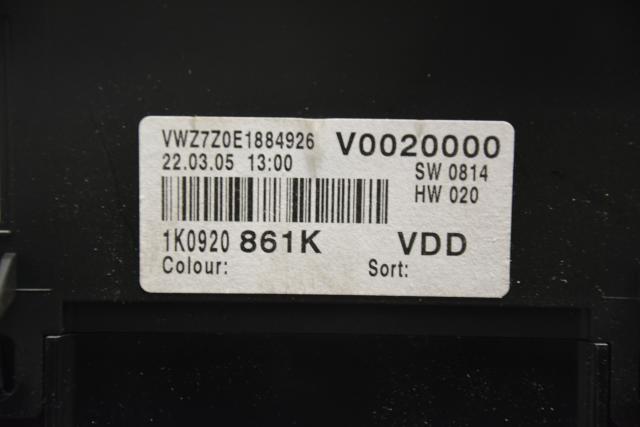 VWZ7Z0E1884926 V0020000
22.03.05 13:00 SW 0814
HW 020
1K0920 861K VDD
Colour: Sort: